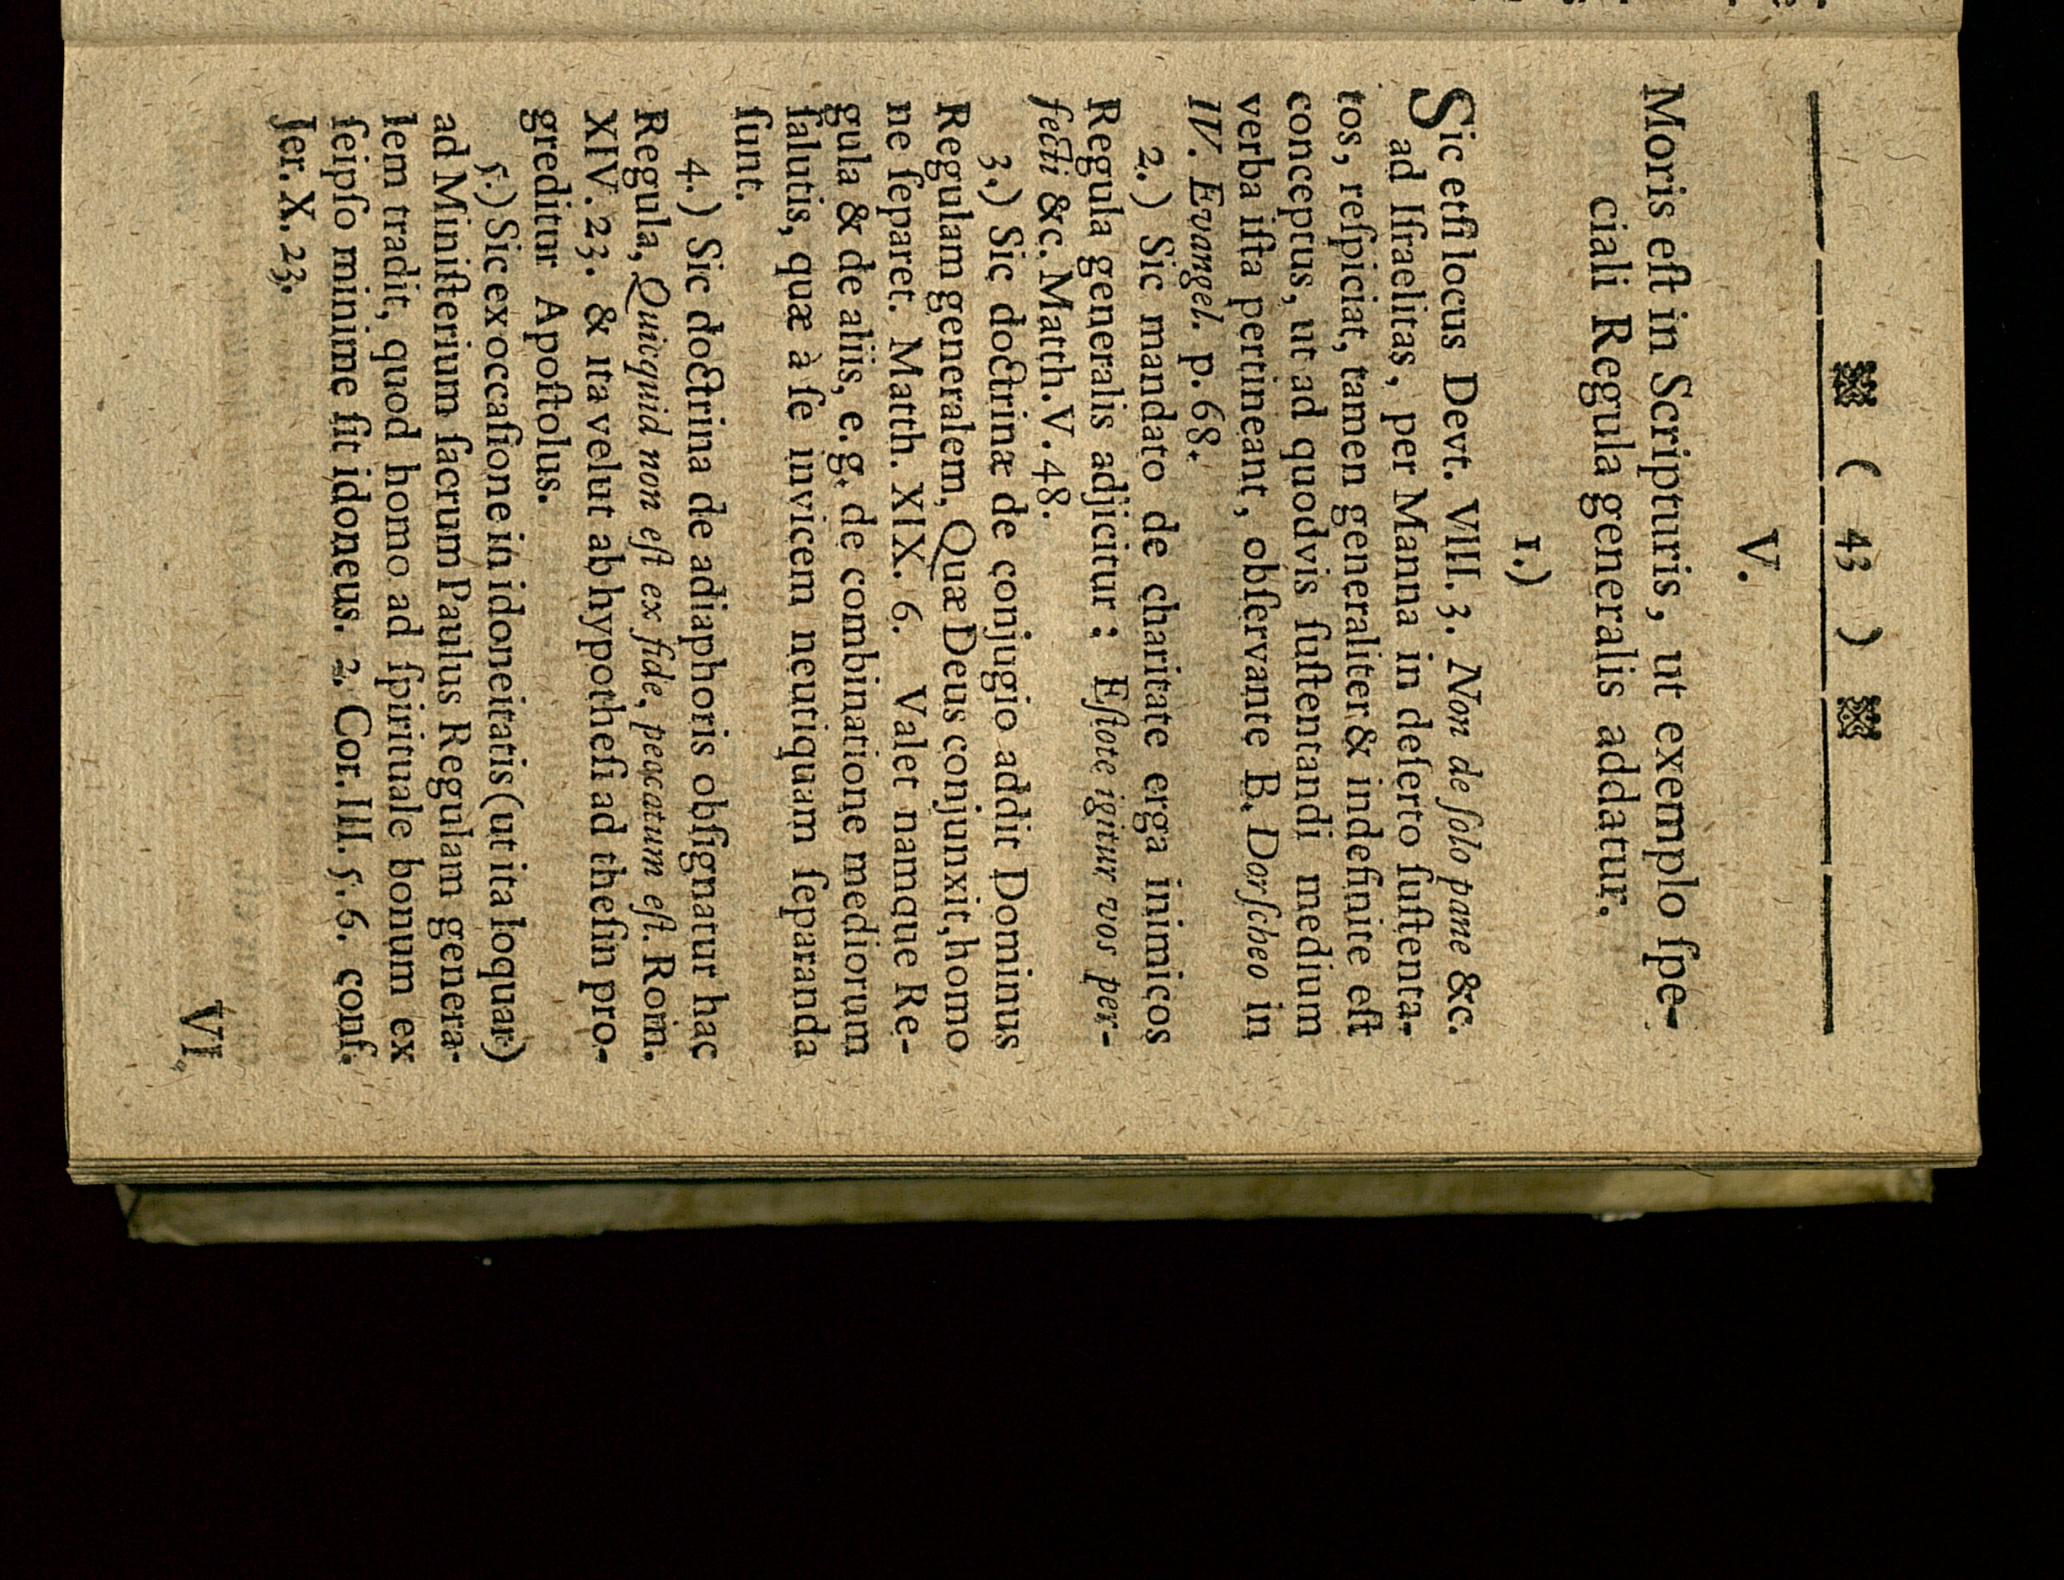 ( 43 )
V.
Moris eſt in Scripturis, ut exemplo ſpe-
ciali Regula generalis addatur.
1.)
Sic etſi locus Devt. VIII. 3. Non de ſolo pane &c.
ad Iſraelitas, per Manna in deſerto ſuſtenta-
tos, reſpiciat, tamen generaliter & indefinite eſt
conceptus, ut ad quodvis ſuſtentandi medium
verba iſta pertineant, obſervante B. Dorſcheo in
IV. Evangel. p. 68.
2.) Sic mandato de charitate erga inimicos
Regula generalis adjicitur: Eſtote igitur vos per-
fecti &c. Matth. V. 48.
3.) Sic doctrinæ de conjugio addit Dominus
Regulam generalem, Quæ Deus conjunxit, homo
ne ſeparet. Matth. XIX. 6. Valet namque Re-
gula & de aliis, e. g. de combinatione mediorum
ſalutis, quæ à ſe invicem neutiquam ſeparanda
ſunt.
4.) Sic doctrina de adiaphoris obſignatur hac
Regula, Quicquid non eſt ex fide, peccatum eſt. Rom.
XIV. 23. & ita velut ab hypotheſi ad theſin pro-
greditur Apoſtolus.
5.) Sic ex occaſione in idoneitatis (ut ita loquar)
ad Miniſterium ſacrum Paulus Regulam genera-
lem tradit, quod homo ad ſpirituale bonum ex
ſeipſo minime ſit idoneus. 2. Cor. III. 5. 6. conf.
Jer. X. 23.
VI.